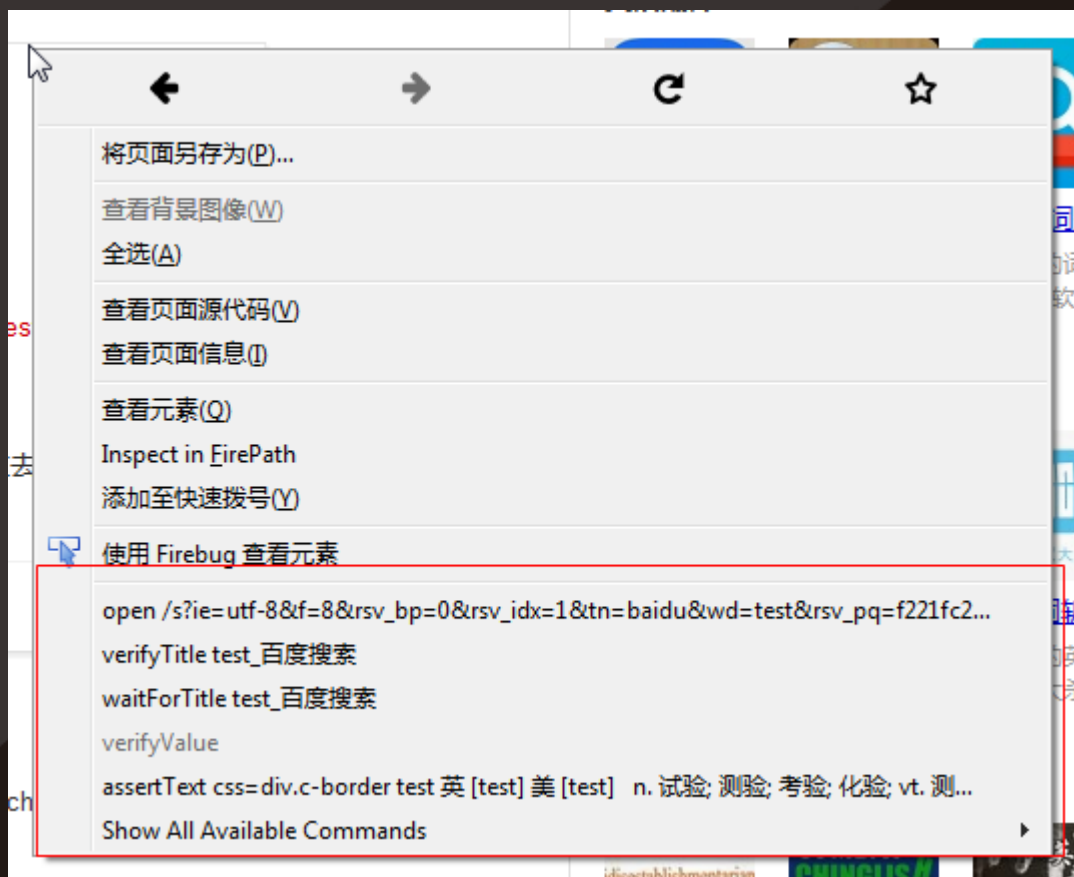 将页面另存为(P)...
查看背景图像(W)
全选(A)
查看页面源代码(V)
es
查看页面信息(I)
查看元素(Q)
Inspect in FirePath
去
添加至快速拨号(Y)
使用 Firebug 查看元素
open /s?ie=utf-8&f=8&rsv_bp=0&rsv_idx=1&tn=baidu&wd=test&rsv_pq=f221fc2...
verifyTitle test_百度搜索
waitForTitle test_百度搜索
verifyValue
assertText css=div.c-border test 英 [test] 美 [test] n. 试验; 测验; 考验; 化验; vt. 测...
ch
Show All Available Commands
CHINGLISH